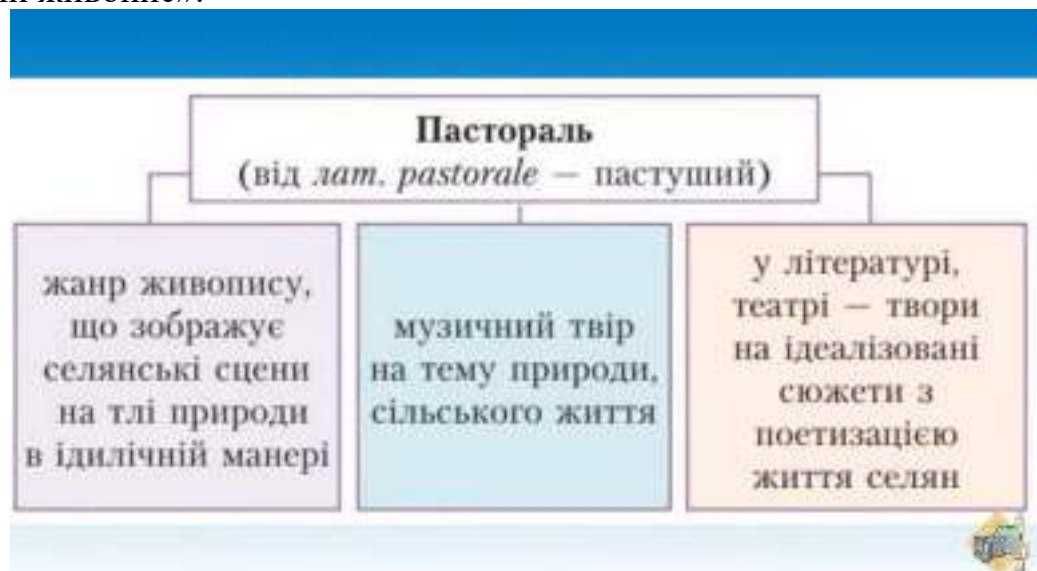 Пастораль
(від лат. pastorale — пастуший)
жанр живопису,
що зображує
селянські сцени
на тлі природи
в ідилічній манері
музичний твір
на тему природи,
сільського життя
у літературі,
театрі — твори
на ідеалізовані
сюжети з
поетизацією
життя селян